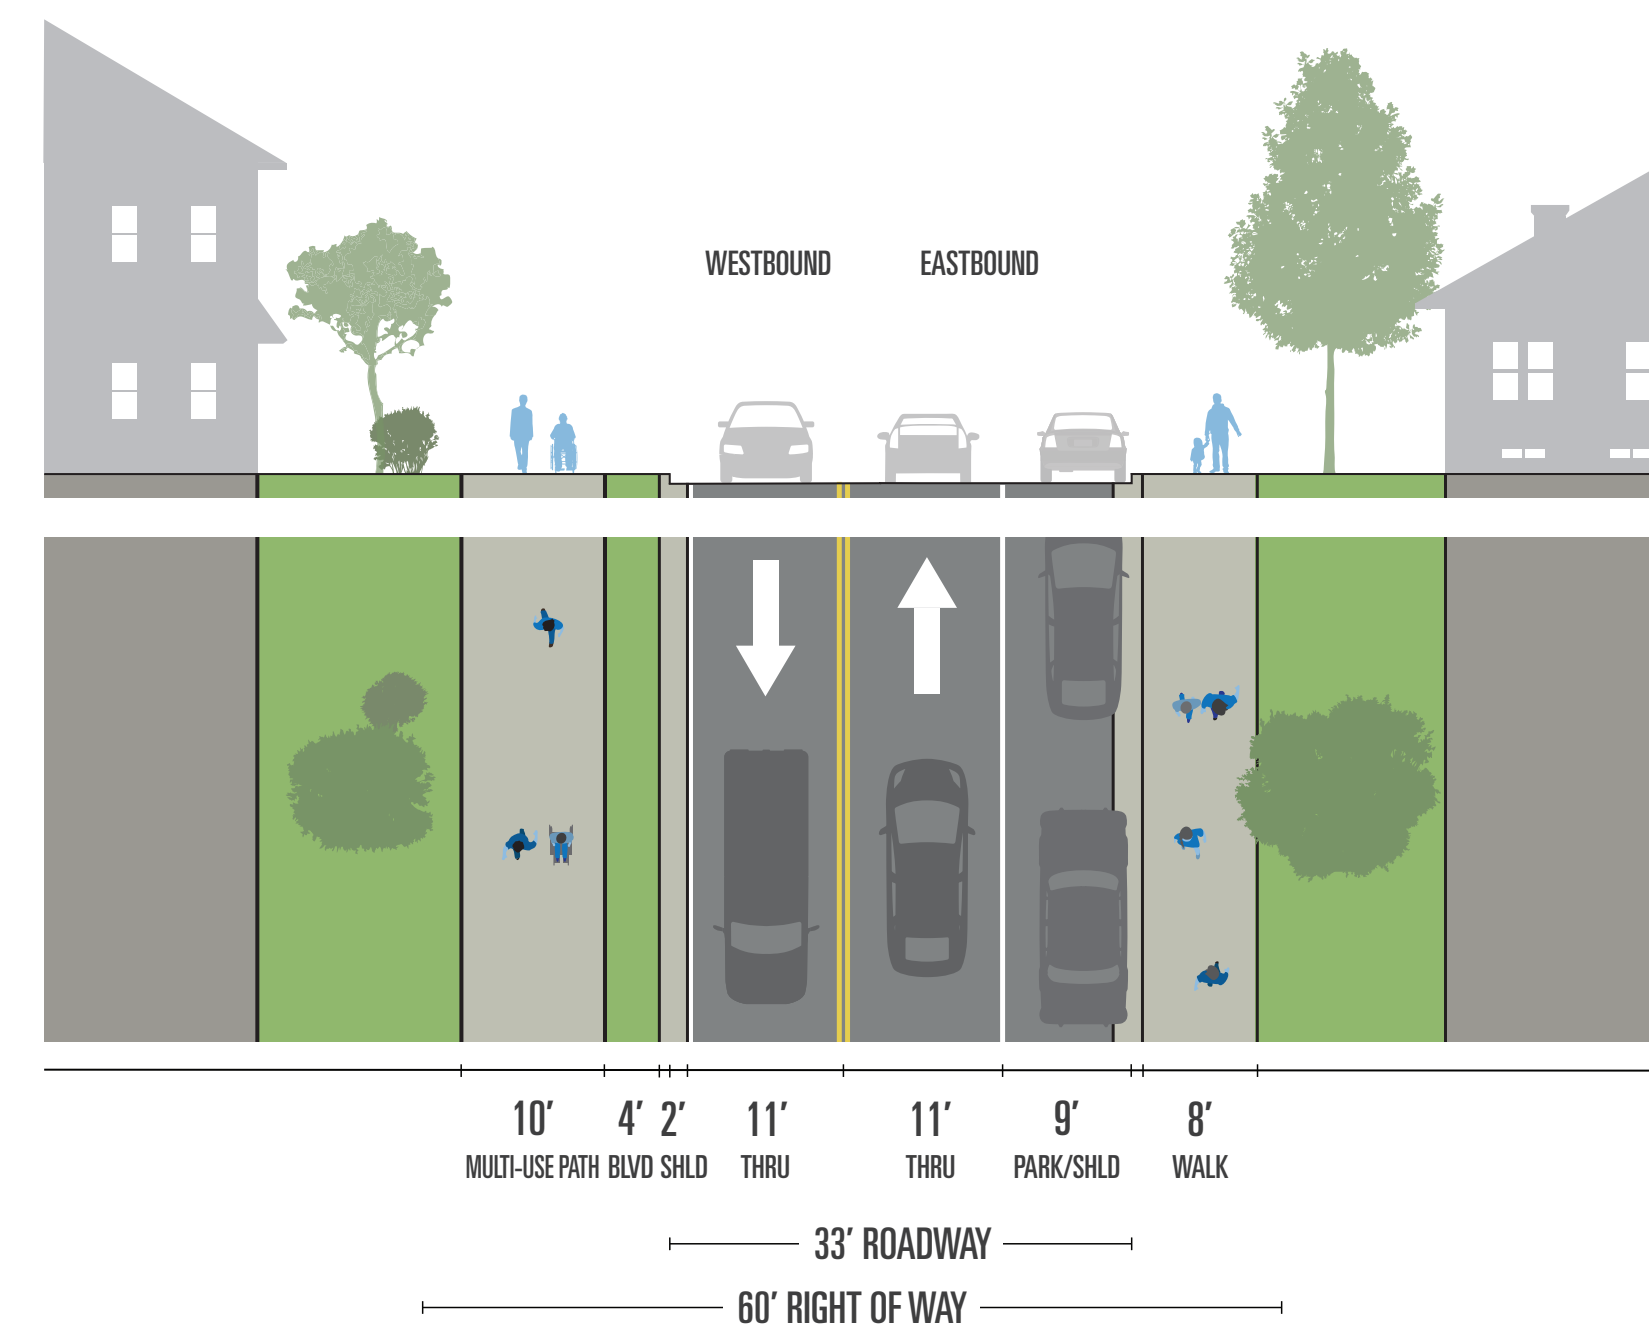 WESTBOUND EASTBOUND
10′ 4′ 2′ 11′ 11′ 9′ 8′
MULTI-USE PATH BLVD SHLD THRU THRU PARK/SHLD WALK
33′ ROADWAY
60′ RIGHT OF WAY